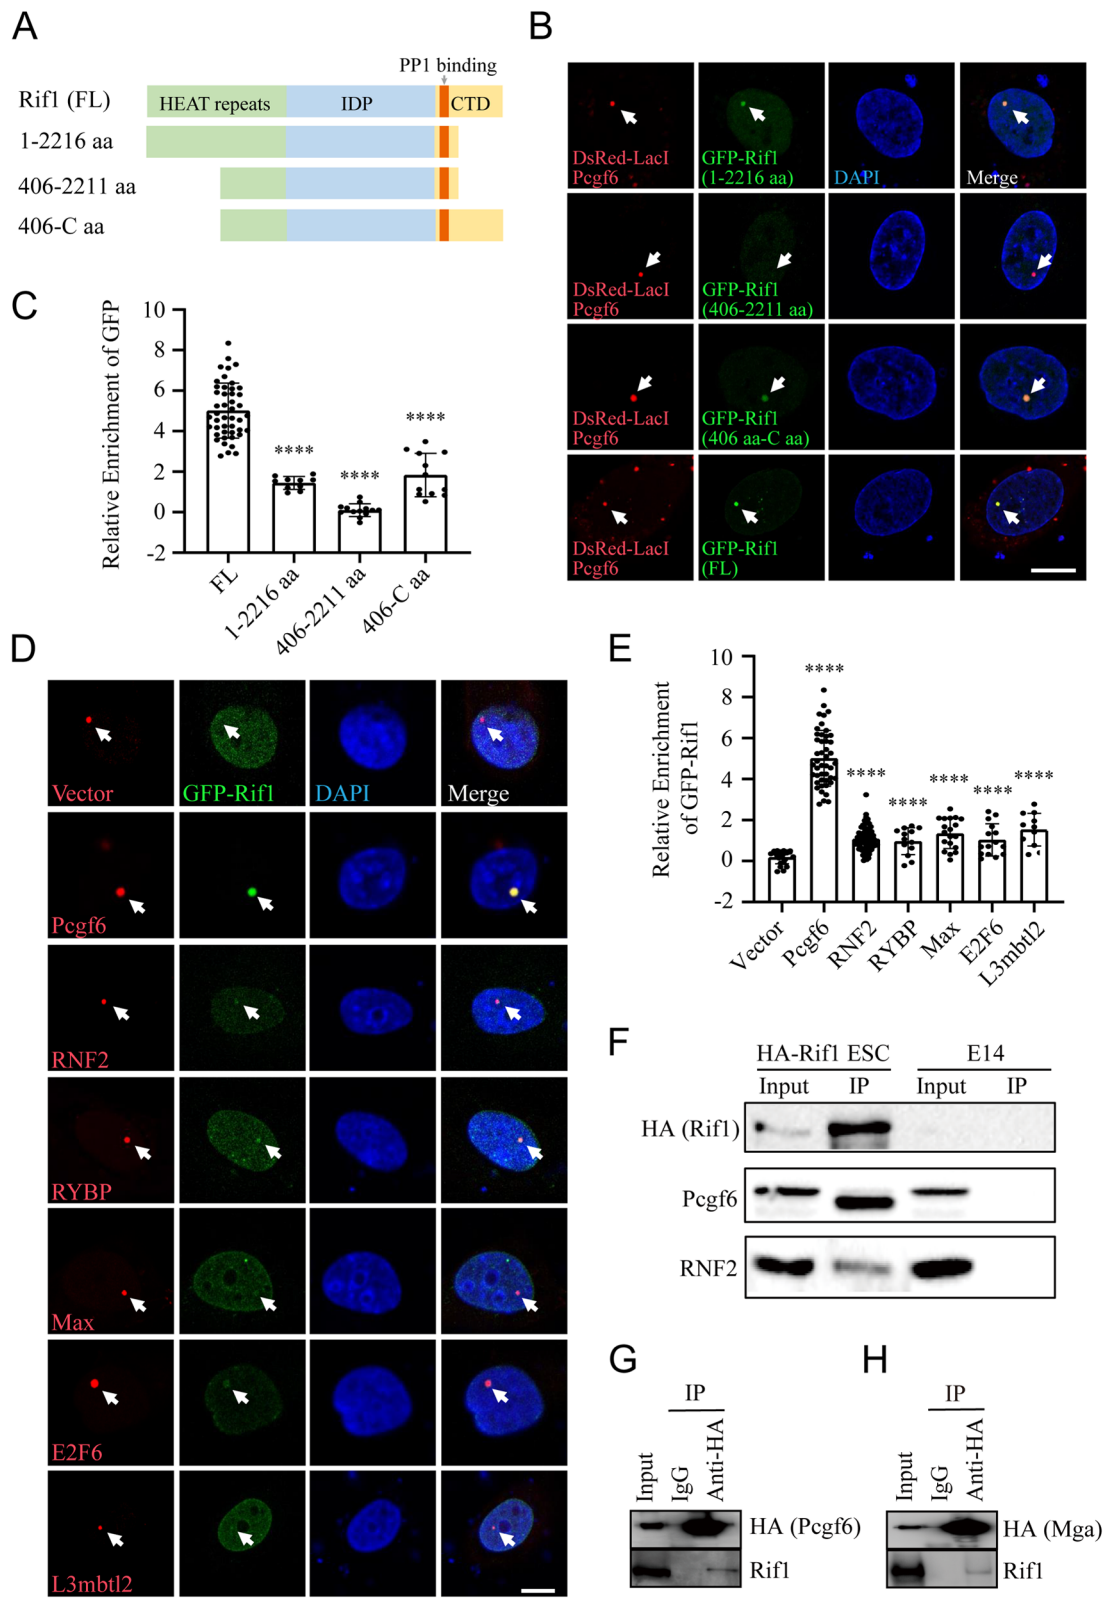 A
PP1 binding
Rif1 (FL)
HEAT repeats
IDP
CTD
1-2216 aa
406-2211 aa
406-C aa
B
DsRed-LacI
Pcgf6
GFP-Rif1
(1-2216 aa)
DAPI
Merge
DsRed-LacI
Pcgf6
GFP-Rif1
(406-2211 aa)
DsRed-LacI
Pcgf6
GFP-Rif1
(406 aa-C aa)
DsRed-LacI
Pcgf6
GFP-Rif1
(FL)
C
Relative Enrichment of GFP
10
8
6
4
2
0
-2
****
****
****
FL
1-2216 aa
406-2211 aa
406-C aa
D
Vector
GFP-Rif1
DAPI
Merge
Pcgf6
RNF2
RYBP
Max
E2F6
L3mbtl2
E
Relative Enrichment
of GFP-Rif1
10
8
6
4
2
0
-2
****
****
****
****
****
****
Vector
Pcgf6
RNF2
RYBP
Max
E2F6
L3mbtl2
F
HA-Rif1 ESC
E14
Input
IP
Input
IP
HA (Rif1)
Pcgf6
RNF2
G
IP
Input
IgG
Anti-HA
HA (Pcgf6)
Rif1
H
IP
Input
IgG
Anti-HA
HA (Mga)
Rif1